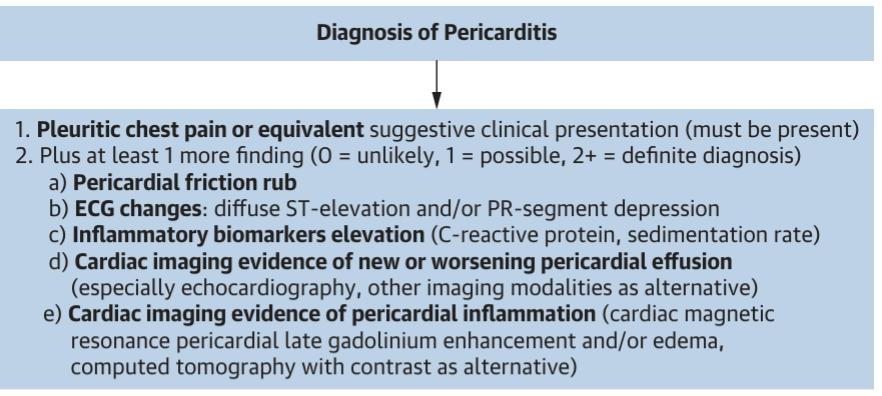 Diagnosis of Pericarditis
1. Pleuritic chest pain or equivalent suggestive clinical presentation (must be present)
2. Plus at least 1 more finding (0 = unlikely, 1 = possible, 2+ = definite diagnosis)
a) Pericardial friction rub
b) ECG changes: diffuse ST-elevation and/or PR-segment depression
c) Inflammatory biomarkers elevation (C-reactive protein, sedimentation rate)
d) Cardiac imaging evidence of new or worsening pericardial effusion
(especially echocardiography, other imaging modalities as alternative)
e) Cardiac imaging evidence of pericardial inflammation (cardiac magnetic
resonance pericardial late gadolinium enhancement and/or edema,
computed tomography with contrast as alternative)